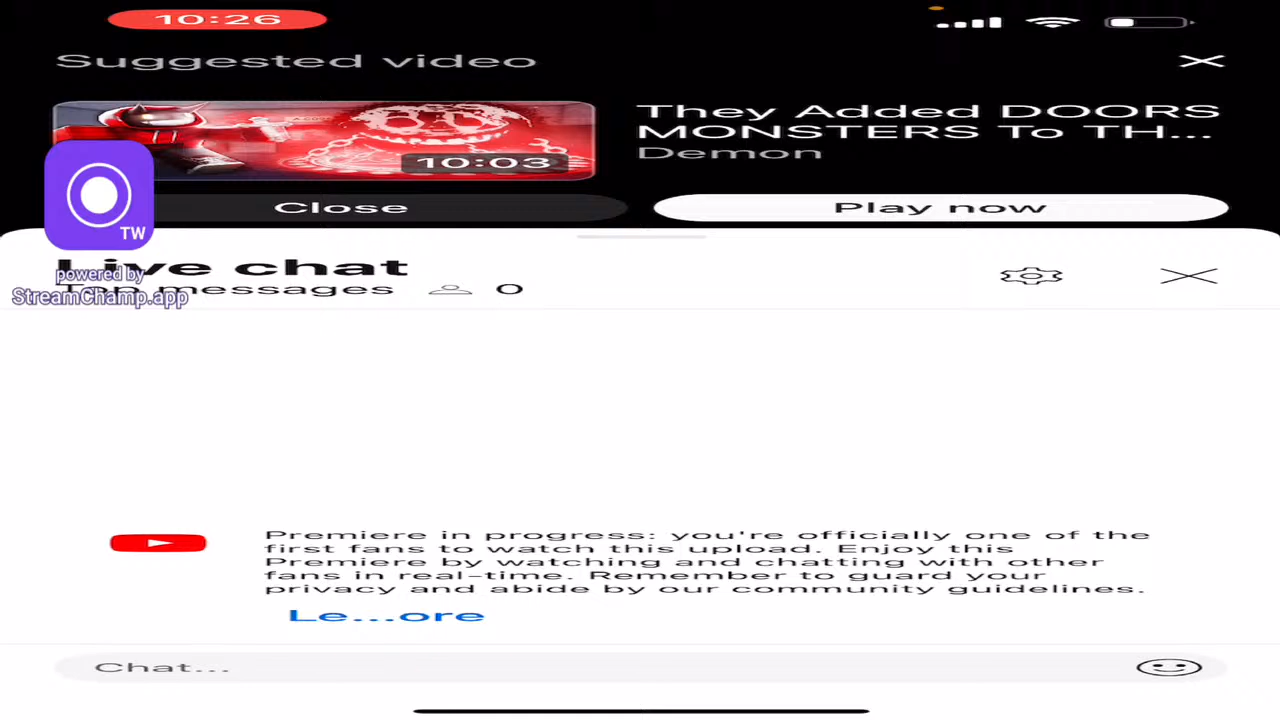 10:26
Suggested video
They Added DOORS
MONSTERS To TH...
Demon
10:03
Close
Play now
TW
powered by
StreamChamp.app
Live chat
Top messages 0
Premiere in progress: you're officially one of the
first fans to watch this upload. Enjoy this
Premiere by watching and chatting with other
fans in real-time. Remember to guard your
privacy and abide by our community guidelines.
Le...ore
Chat...